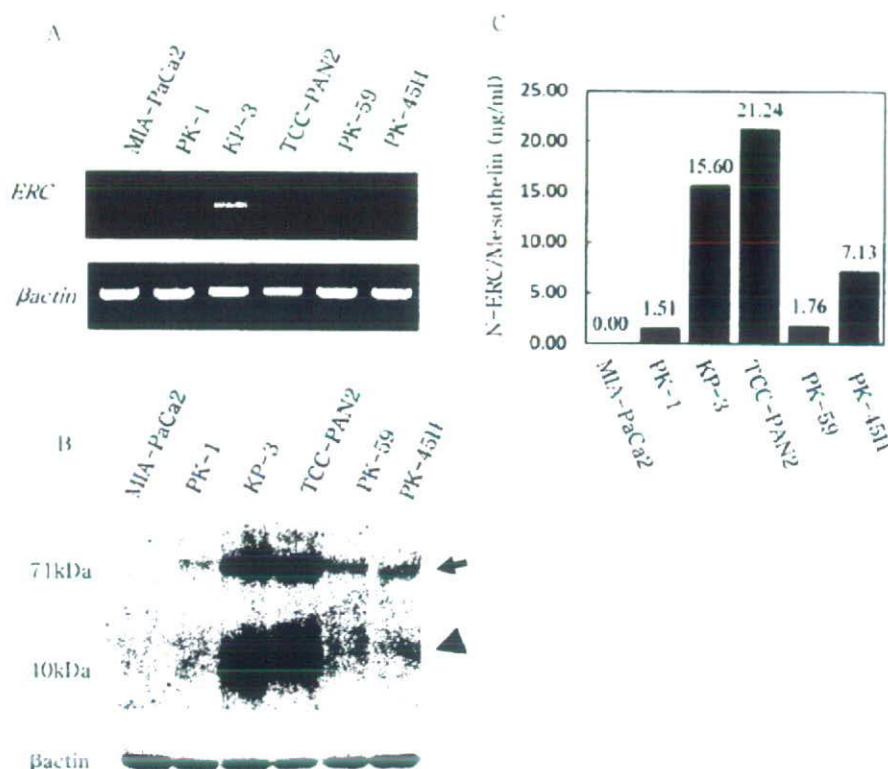 A
MIA-PaCa2
PK-1
KP-3
TCC-PAN2
PK-59
PK-45H
ERC
βactin
B
MIA-PaCa2
PK-1
KP-3
TCC-PAN2
PK-59
PK-45H
71kDa
40kDa
βactin
C
N-ERC/Mesothelin (ng/ml)
25.00
20.00
15.00
10.00
5.00
0.00
0.00
1.51
15.60
21.24
1.76
7.13
MIA-PaCa2
PK-1
KP-3
TCC-PAN2
PK-59
PK-45H